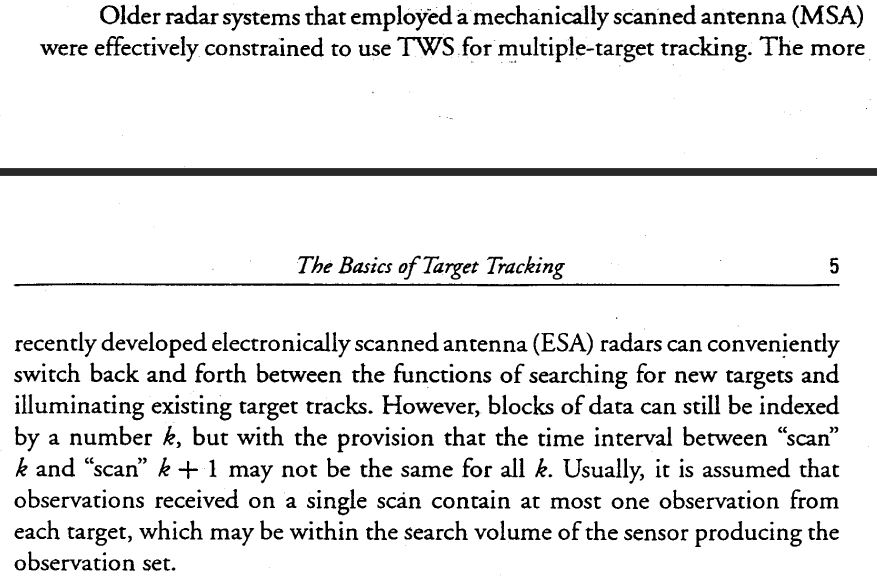 Older radar systems that employed a mechanically scanned antenna (MSA)
were effectively constrained to use TWS for multiple-target tracking. The more
The Basics of Target Tracking 5
recently developed electronically scanned antenna (ESA) radars can conveniently
switch back and forth between the functions of searching for new targets and
illuminating existing target tracks. However, blocks of data can still be indexed
by a number k, but with the provision that the time interval between “scan”
k and “scan” k + 1 may not be the same for all k. Usually, it is assumed that
observations received on a single scan contain at most one observation from
each target, which may be within the search volume of the sensor producing the
observation set.